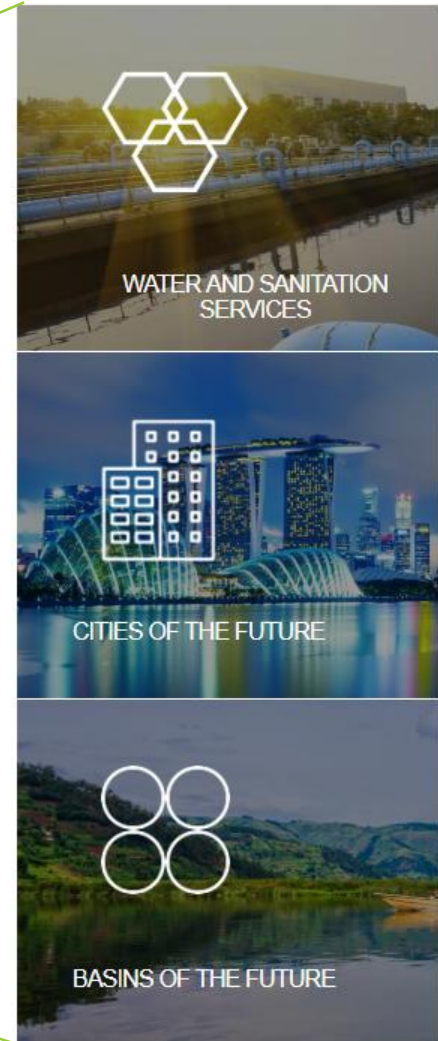 WATER AND SANITATION
SERVICES
CITIES OF THE FUTURE
BASINS OF THE FUTURE